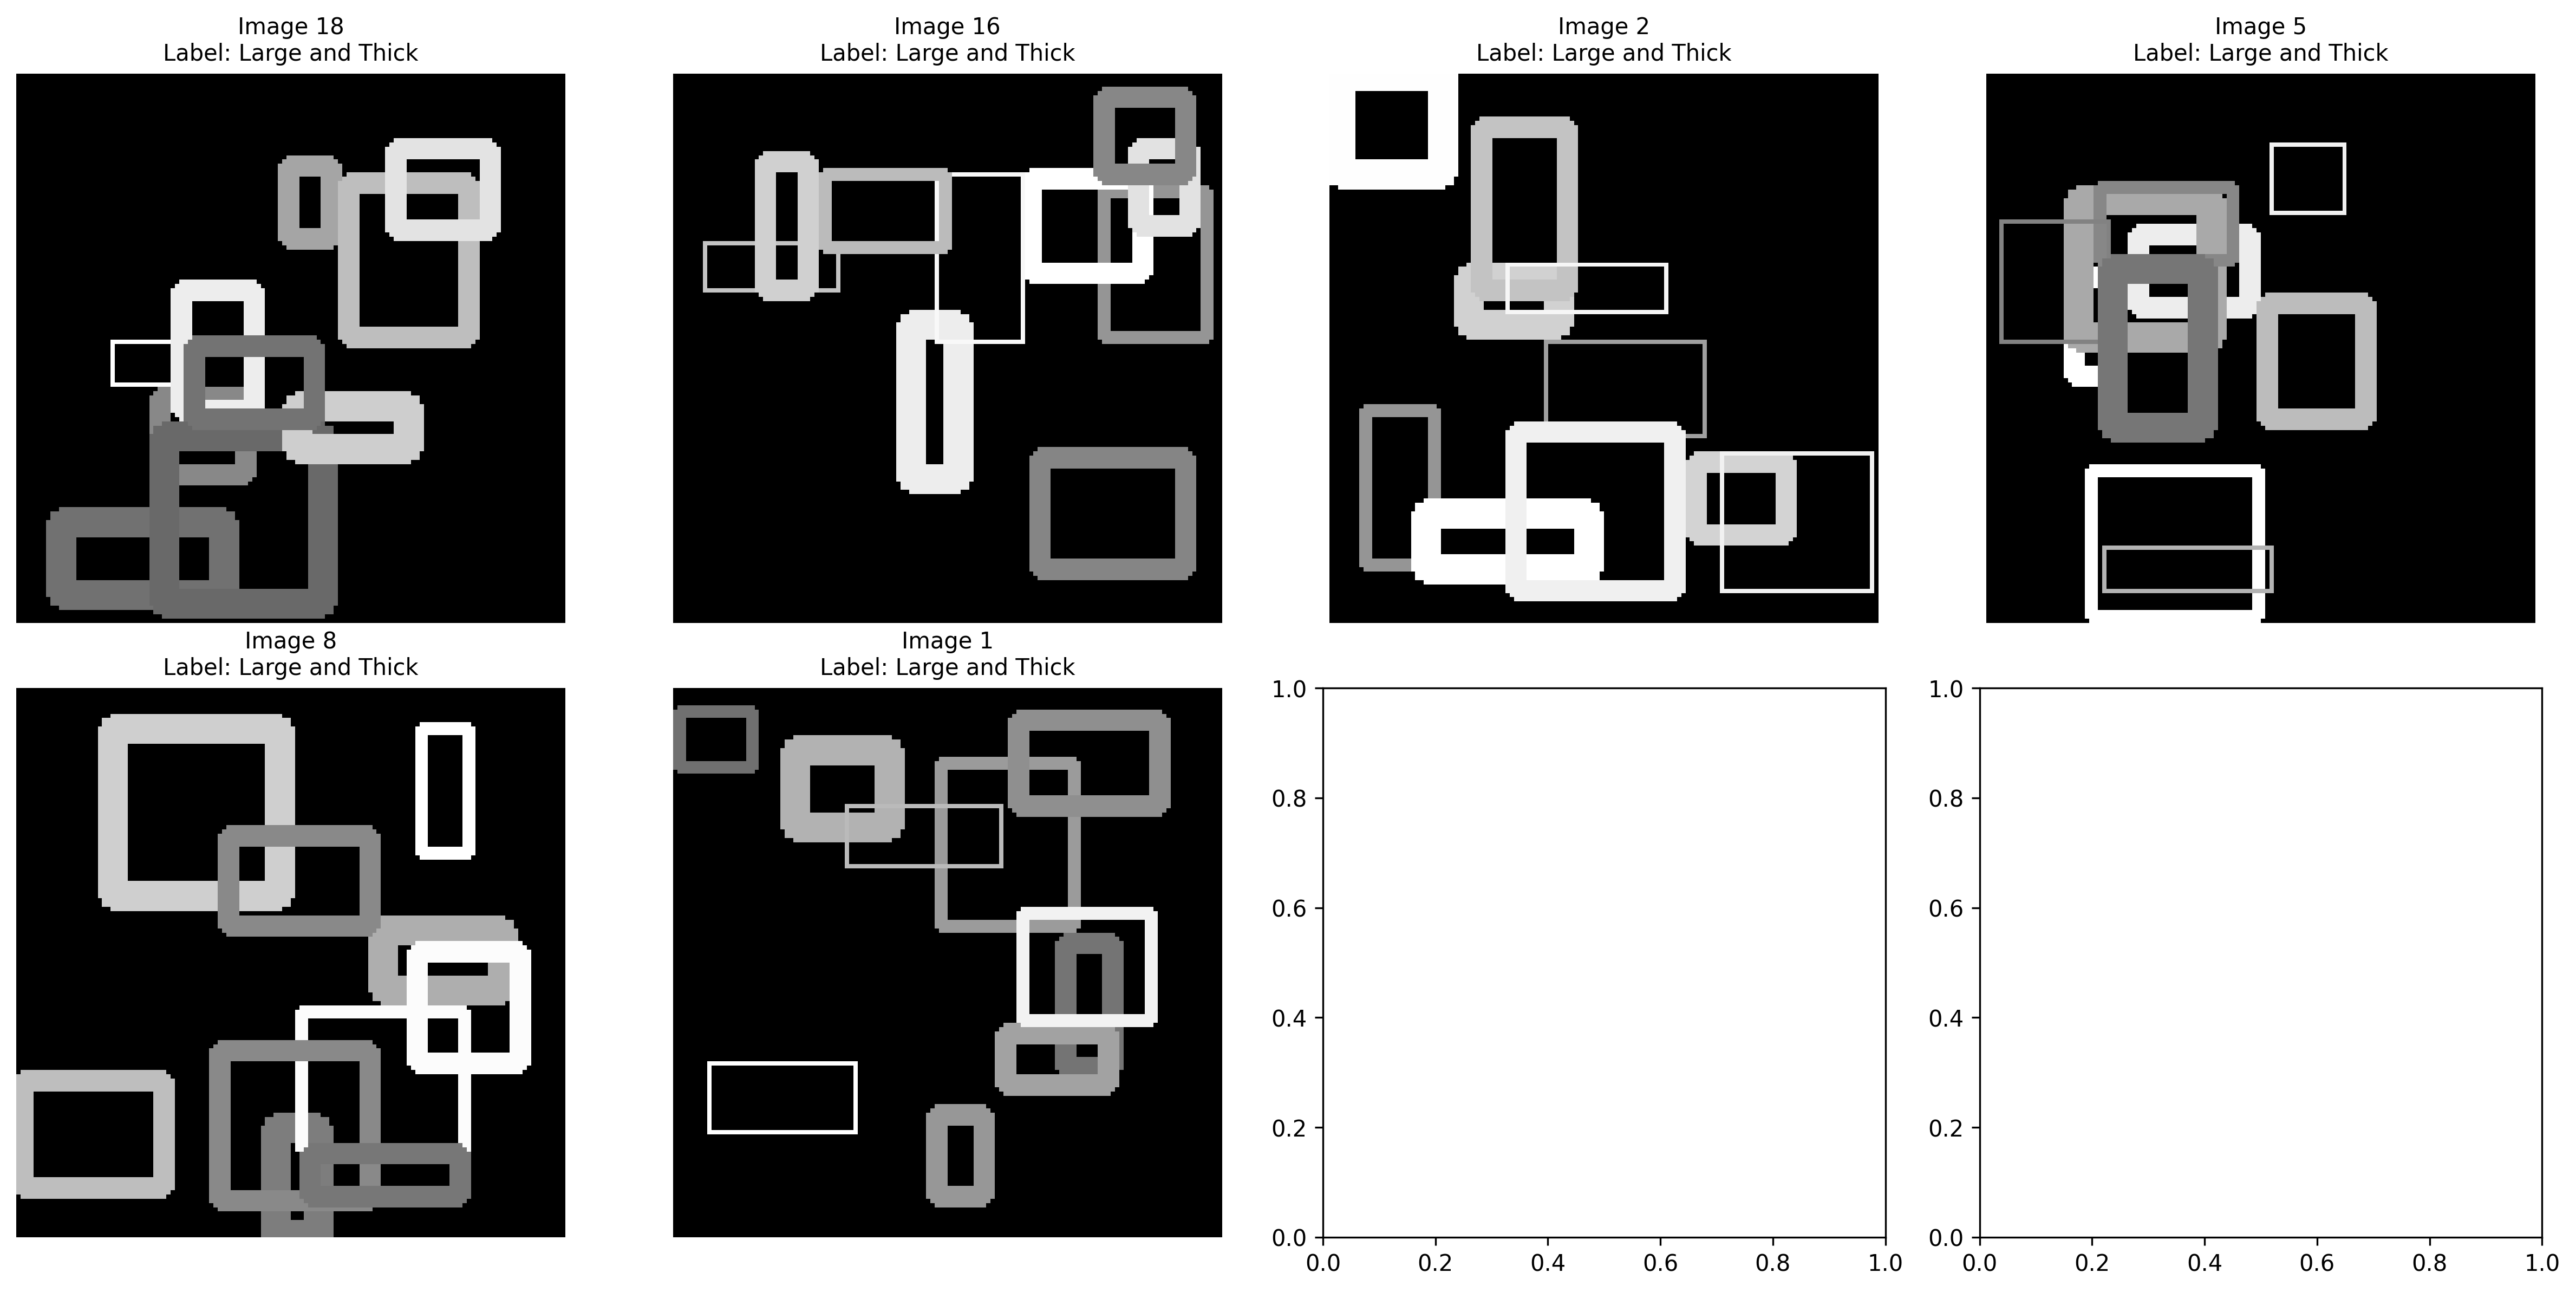 Image 18
Label: Large and Thick
Image 16
Label: Large and Thick
Image 2
Label: Large and Thick
Image 5
Label: Large and Thick
Image 8
Label: Large and Thick
Image 1
Label: Large and Thick
1.0
0.8
0.6
0.4
0.2
0.0
0.0 0.2 0.4 0.6 0.8 1.0
1.0
0.8
0.6
0.4
0.2
0.0
0.0 0.2 0.4 0.6 0.8 1.0